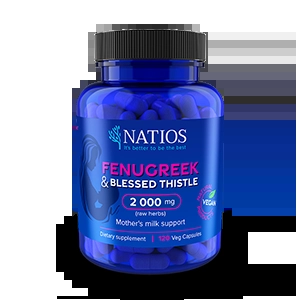 NATIOS
it's better to be the best
FENUGREEK
& BLESSED THISTLE
2 000 mg
(raw herbs)
Mother's milk support
VEGAN
Dietary supplement | 120 Veg Capsules